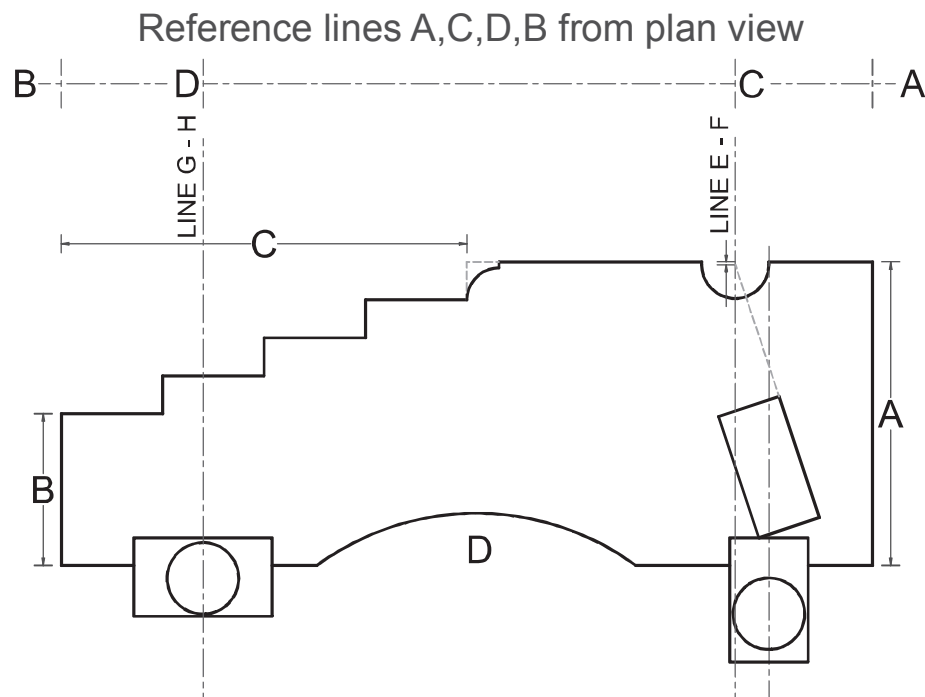 Reference lines A,C,D,B from plan view
B D C A
LINE G - H
LINE E - F
C
A
B
D